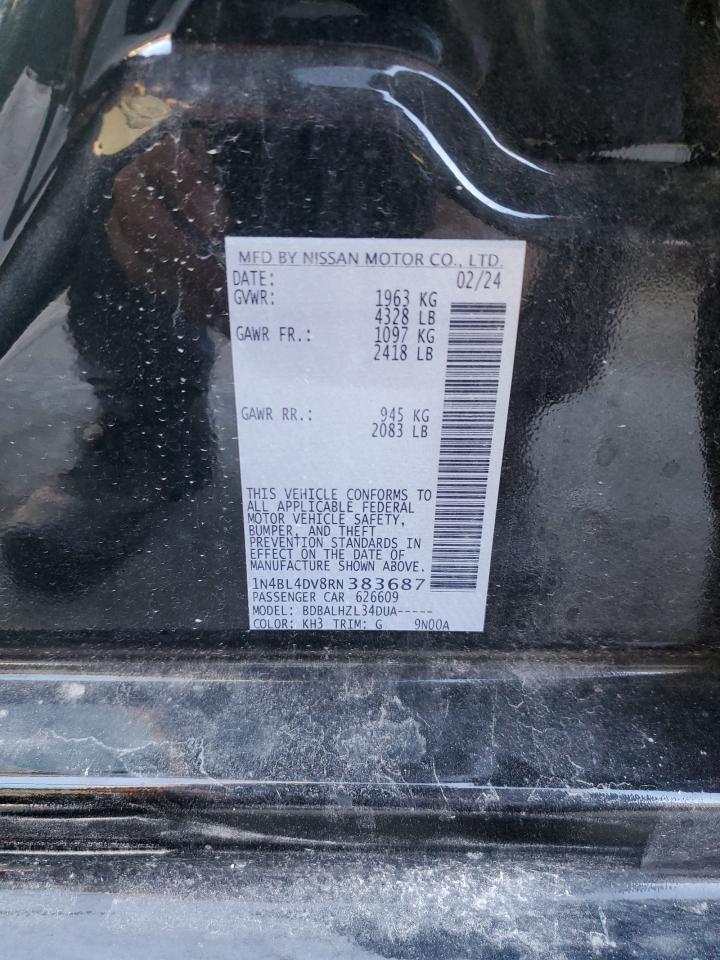 MFD BY NISSAN MOTOR CO., LTD.
DATE: 02/24
GVWR: 1963 KG
4328 LB
GAWR FR.: 1097 KG
2418 LB
GAWR RR.: 945 KG
2083 LB
THIS VEHICLE CONFORMS TO
ALL APPLICABLE FEDERAL
MOTOR VEHICLE SAFETY,
BUMPER, AND THEFT
PREVENTION STANDARDS IN
EFFECT ON THE DATE OF
MANUFACTURE SHOWN ABOVE.
1N4BL4DV8RN383687
PASSENGER CAR 626609
MODEL: BDBALHZL34DUA-----
COLOR: KH3 TRIM: G 9N00A